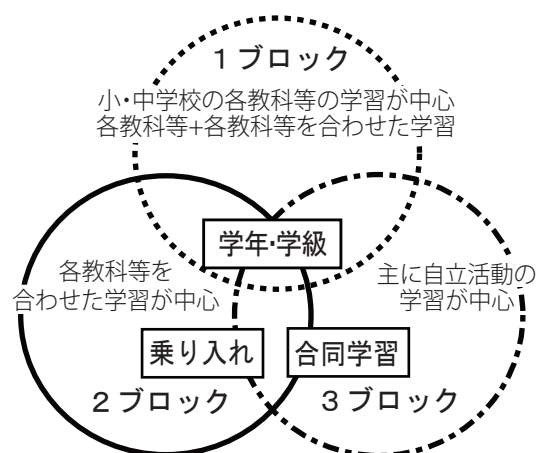 １ブロック
小・中学校の各教科等の学習が中心
各教科等+各教科等を合わせた学習
学年・学級
各教科等を
合わせた学習が中心
主に自立活動の
学習が中心
乗り入れ
合同学習
２ブロック
３ブロック